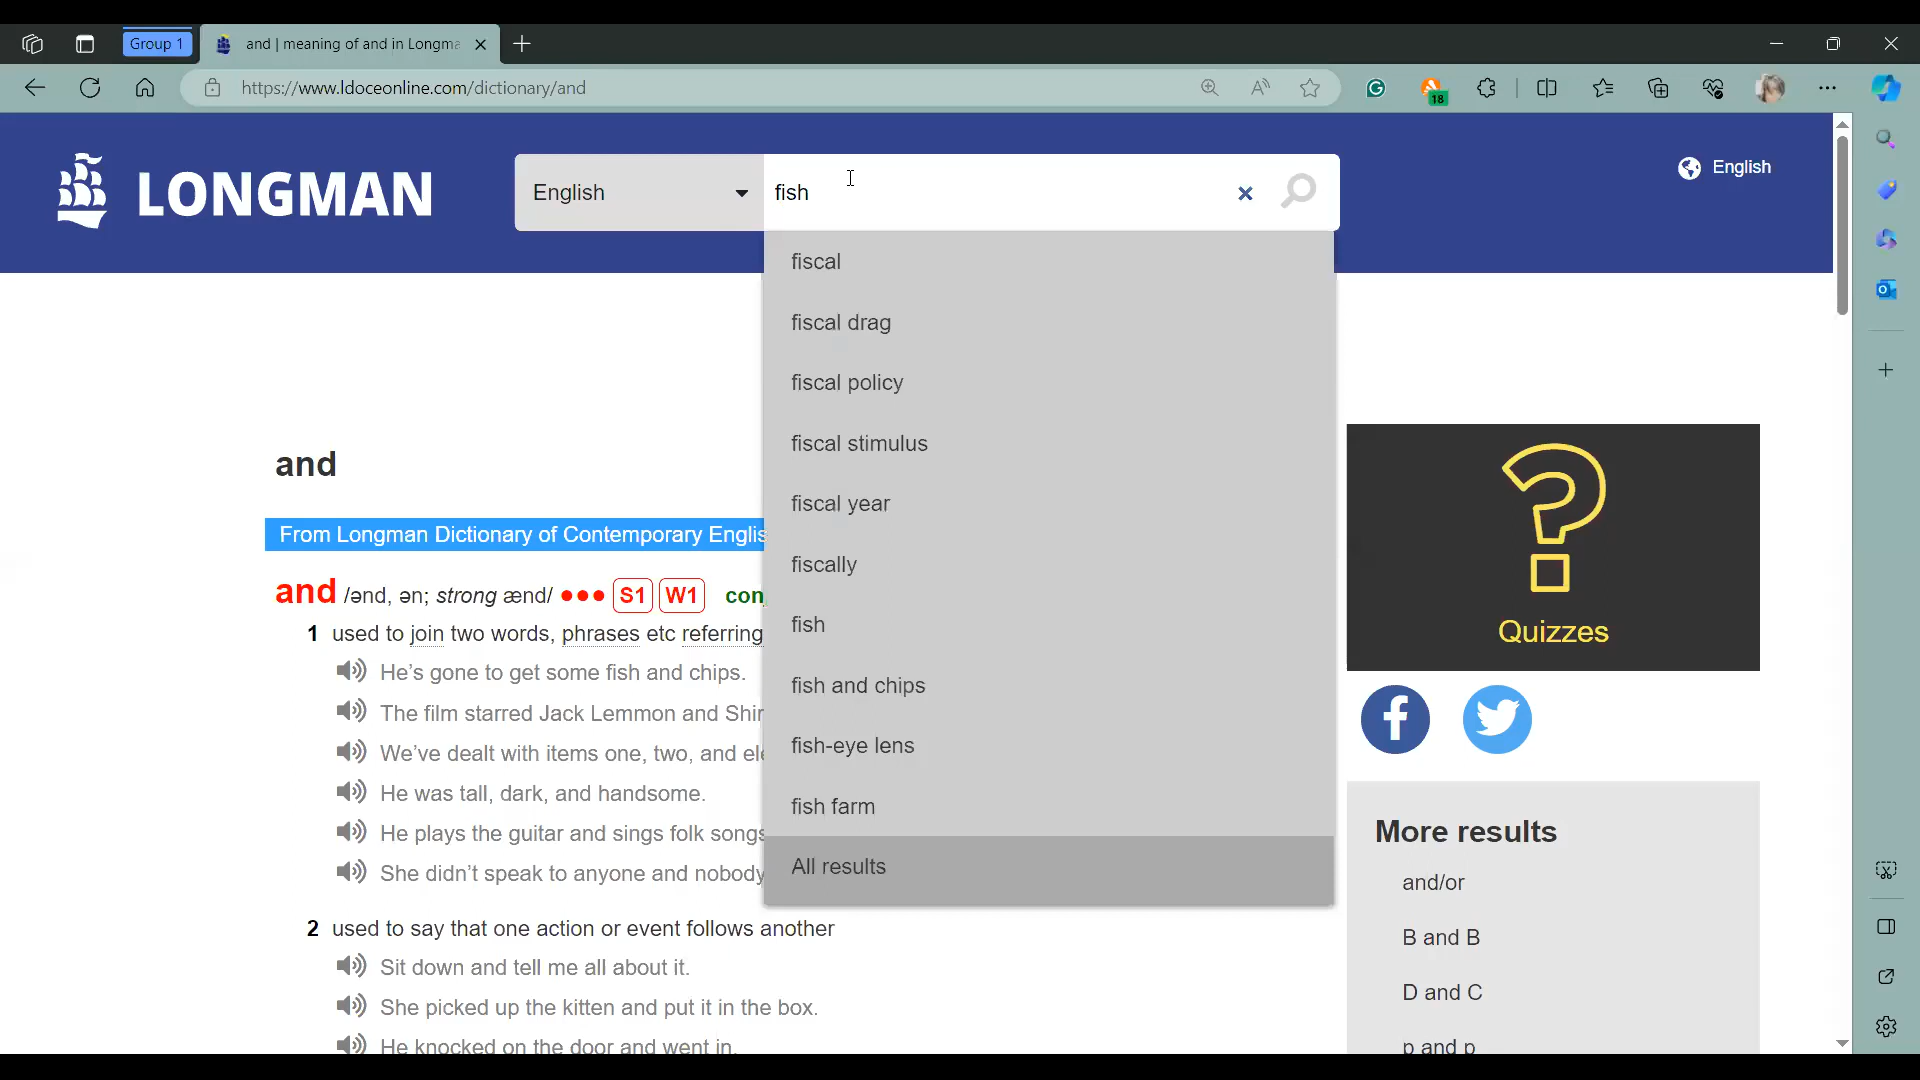 Group 1
and | meaning of and in Longma
https://www.ldoceonline.com/dictionary/and
18
LONGMAN
English
fish
English
fiscal
fiscal drag
fiscal policy
fiscal stimulus
fiscal year
fiscally
fish
fish and chips
fish-eye lens
fish farm
All results
and
From Longman Dictionary of Contemporary Englis
and /ənd, ən; strong ænd/ ●●● S1 W1 con
1 used to join two words, phrases etc referring
He's gone to get some fish and chips.
The film starred Jack Lemmon and Shir
We've dealt with items one, two, and ele
He was tall, dark, and handsome.
He plays the guitar and sings folk songs
She didn't speak to anyone and nobody
2 used to say that one action or event follows another
Sit down and tell me all about it.
She picked up the kitten and put it in the box.
He knocked on the door and went in.
?
Quizzes
More results
and/or
B and B
D and C
p and p